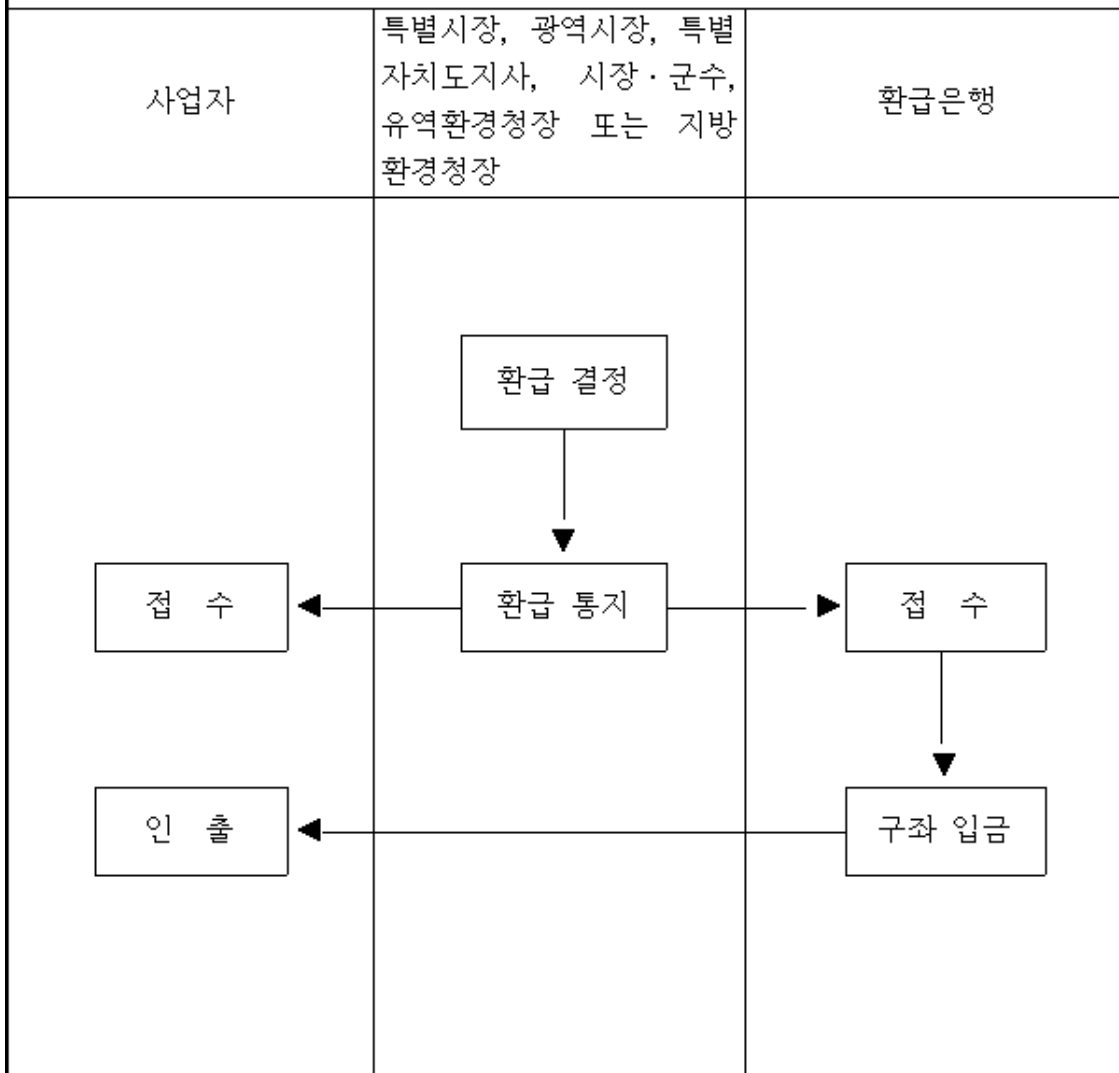 사업자
특별시장, 광역시장, 특별
자치도지사, 시장·군수,
유역환경청장 또는 지방
환경청장
환급은행
환급 결정
접 수
환급 통지
접 수
인 출
구좌 입금